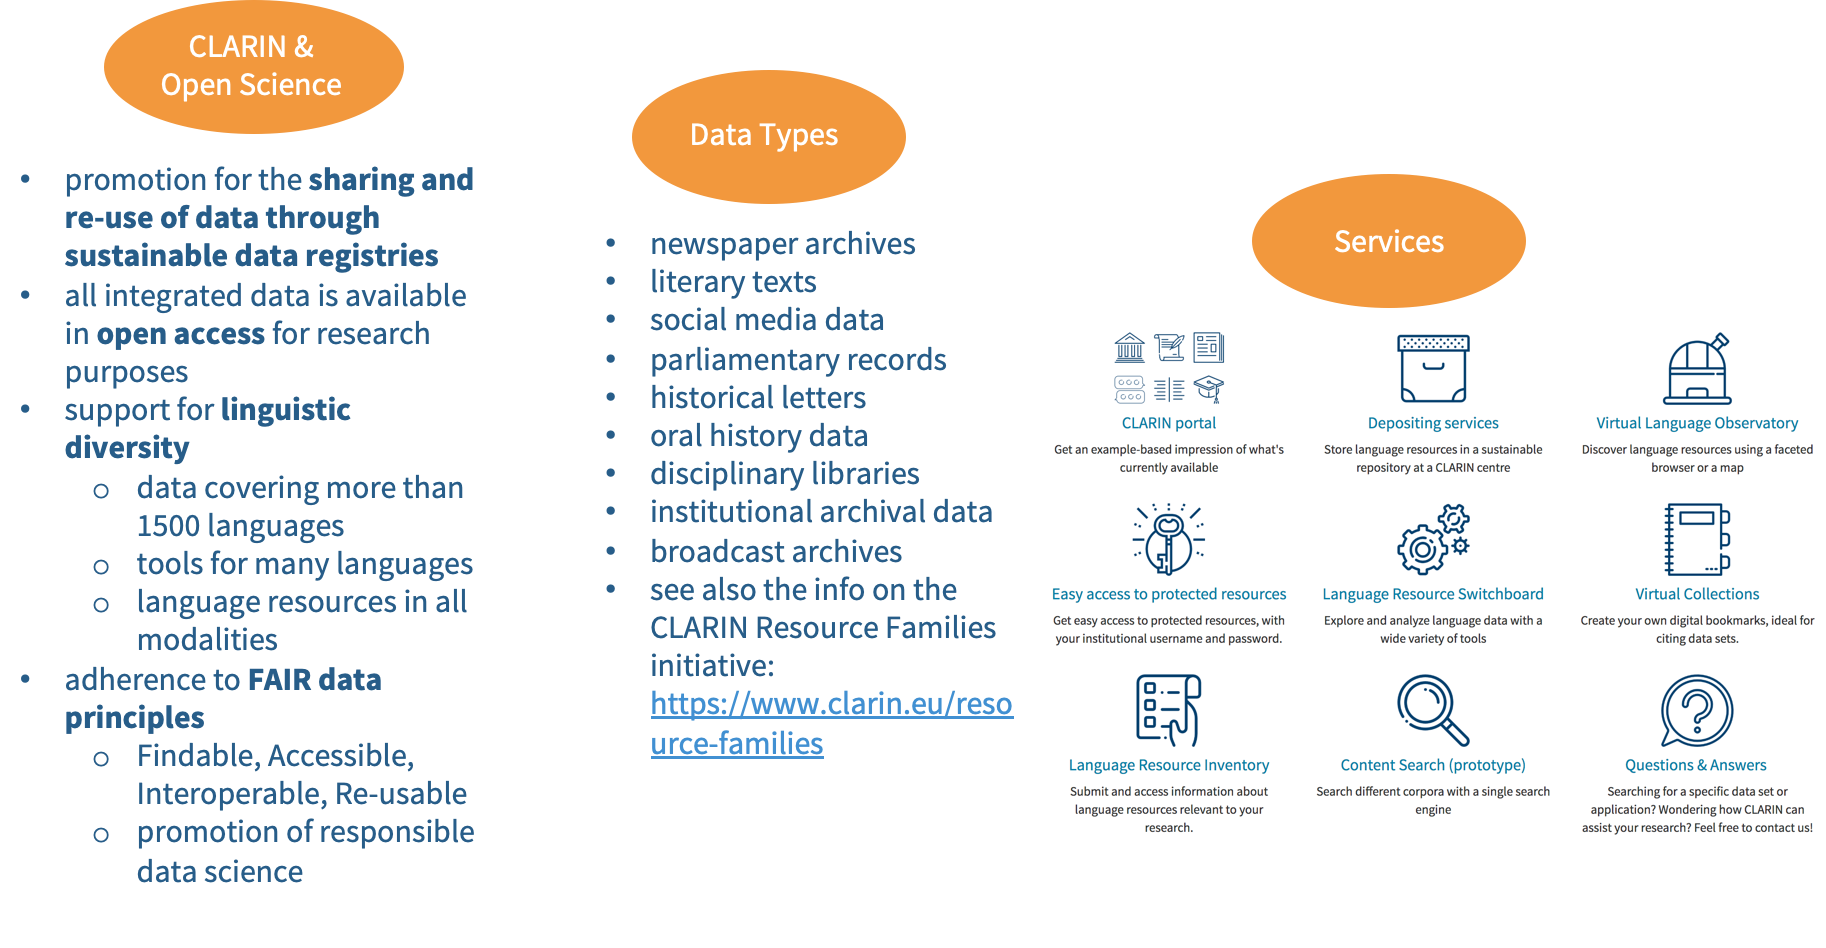 CLARIN &
Open Science
• promotion for the sharing and
re-use of data through
sustainable data registries
• all integrated data is available
in open access for research
purposes
• support for linguistic
diversity
o data covering more than
1500 languages
o tools for many languages
o language resources in all
modalities
• adherence to FAIR data
principles
o Findable, Accessible,
Interoperable, Re-usable
o promotion of responsible
data science
Data Types
• newspaper archives
• literary texts
• social media data
• parliamentary records
• historical letters
• oral history data
• disciplinary libraries
• institutional archival data
• broadcast archives
• see also the info on the
CLARIN Resource Families
initiative:
https://www.clarin.eu/reso
urce-families
Services
CLARIN portal
Get an example-based impression of what's
currently available
Depositing services
Store language resources in a sustainable
repository at a CLARIN centre
Virtual Language Observatory
Discover language resources using a faceted
browser or a map
Easy access to protected resources
Get easy access to protected resources, with
your institutional username and password.
Language Resource Switchboard
Explore and analyze language data with a
wide variety of tools
Virtual Collections
Create your own digital bookmarks, ideal for
citing data sets.
Language Resource Inventory
Submit and access information about
language resources relevant to your
research.
Content Search (prototype)
Search different corpora with a single search
engine
Questions & Answers
Searching for a specific data set or
application? Wondering how CLARIN can
assist your research? Feel free to contact us!